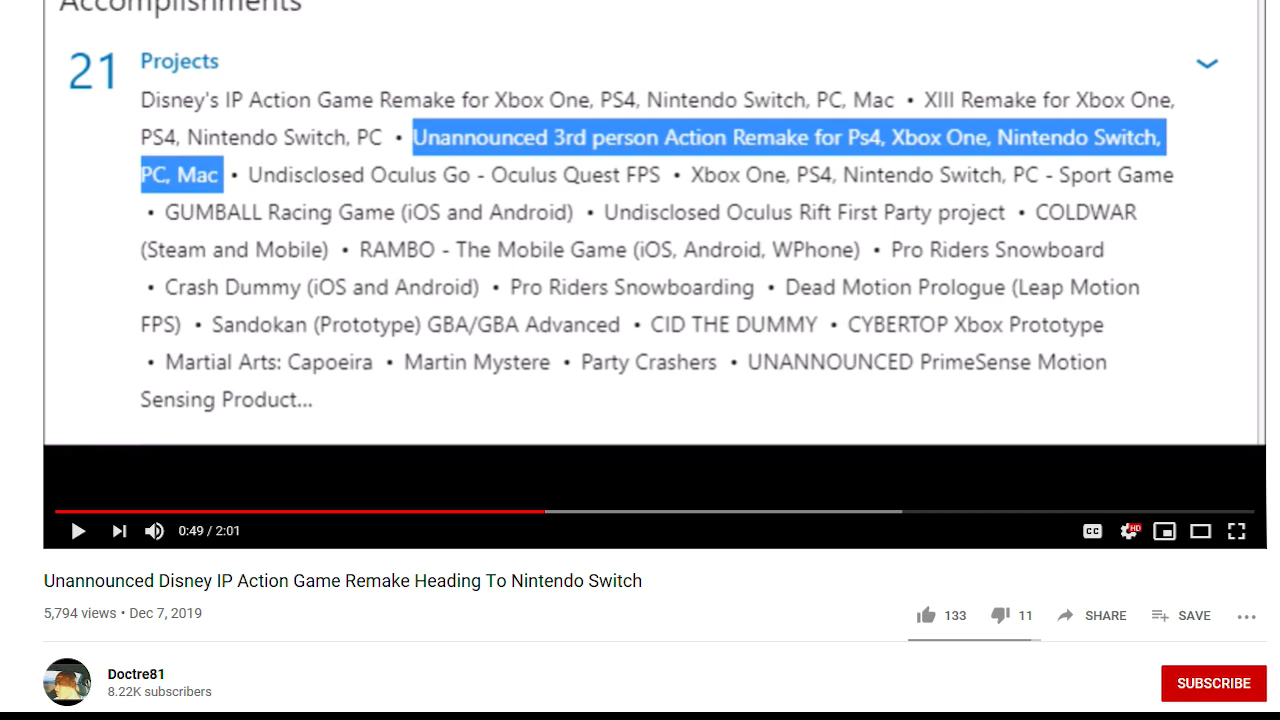 Accomplishments
21 Projects
Disney's IP Action Game Remake for Xbox One, PS4, Nintendo Switch, PC, Mac • XIII Remake for Xbox One,
PS4, Nintendo Switch, PC • Unannounced 3rd person Action Remake for Ps4, Xbox One, Nintendo Switch,
PC, Mac • Undisclosed Oculus Go - Oculus Quest FPS • Xbox One, PS4, Nintendo Switch, PC - Sport Game
• GUMBALL Racing Game (iOS and Android) • Undisclosed Oculus Rift First Party project • COLDWAR
(Steam and Mobile) • RAMBO - The Mobile Game (iOS, Android, WPhone) • Pro Riders Snowboard
• Crash Dummy (iOS and Android) • Pro Riders Snowboarding • Dead Motion Prologue (Leap Motion
FPS) • Sandokan (Prototype) GBA/GBA Advanced • CID THE DUMMY • CYBERTOP Xbox Prototype
• Martial Arts: Capoeira • Martin Mystere • Party Crashers • UNANNOUNCED PrimeSense Motion
Sensing Product...
0:49 / 2:01 CC HD
Unannounced Disney IP Action Game Remake Heading To Nintendo Switch
5,794 views • Dec 7, 2019 133 11 SHARE SAVE
Doctre81
8.22K subscribers
SUBSCRIBE